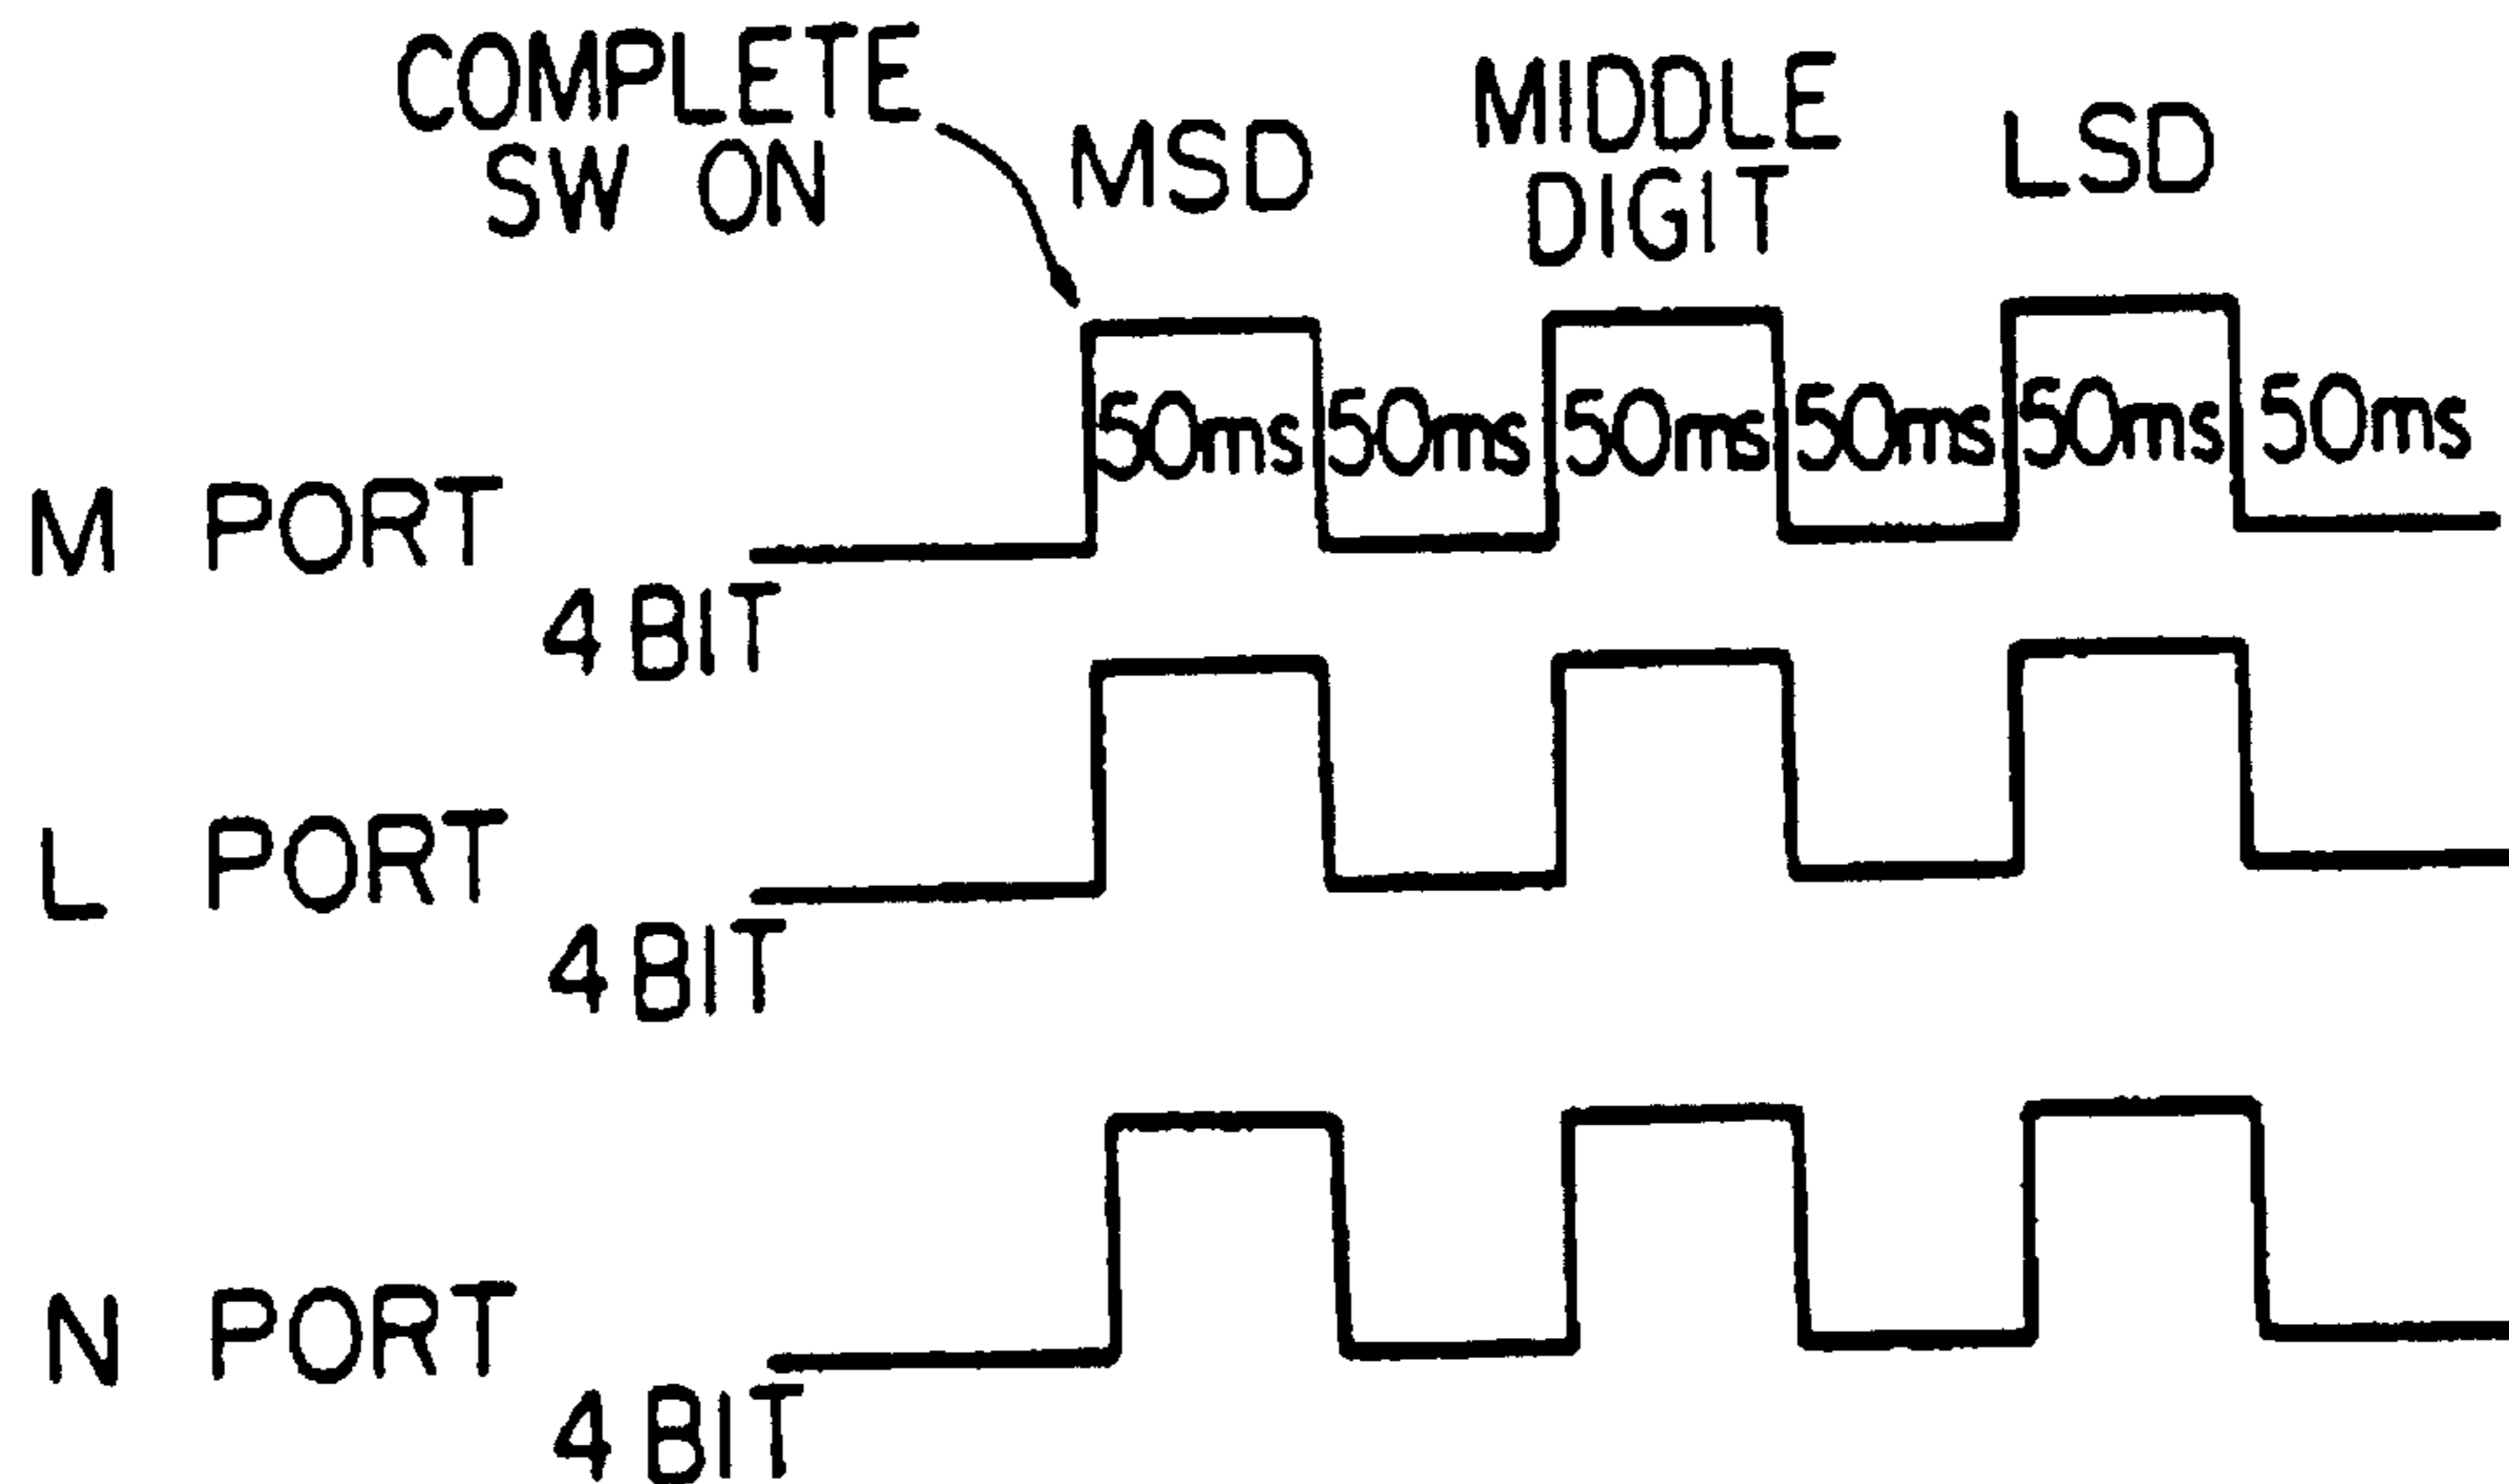 COMPLETE
SW ON
MSD
MIDDLE
DIGIT
LSD
50ms 50ms 50ms 50ms 50ms 50ms
M PORT
4 BIT
L PORT
4 BIT
N PORT
4 BIT